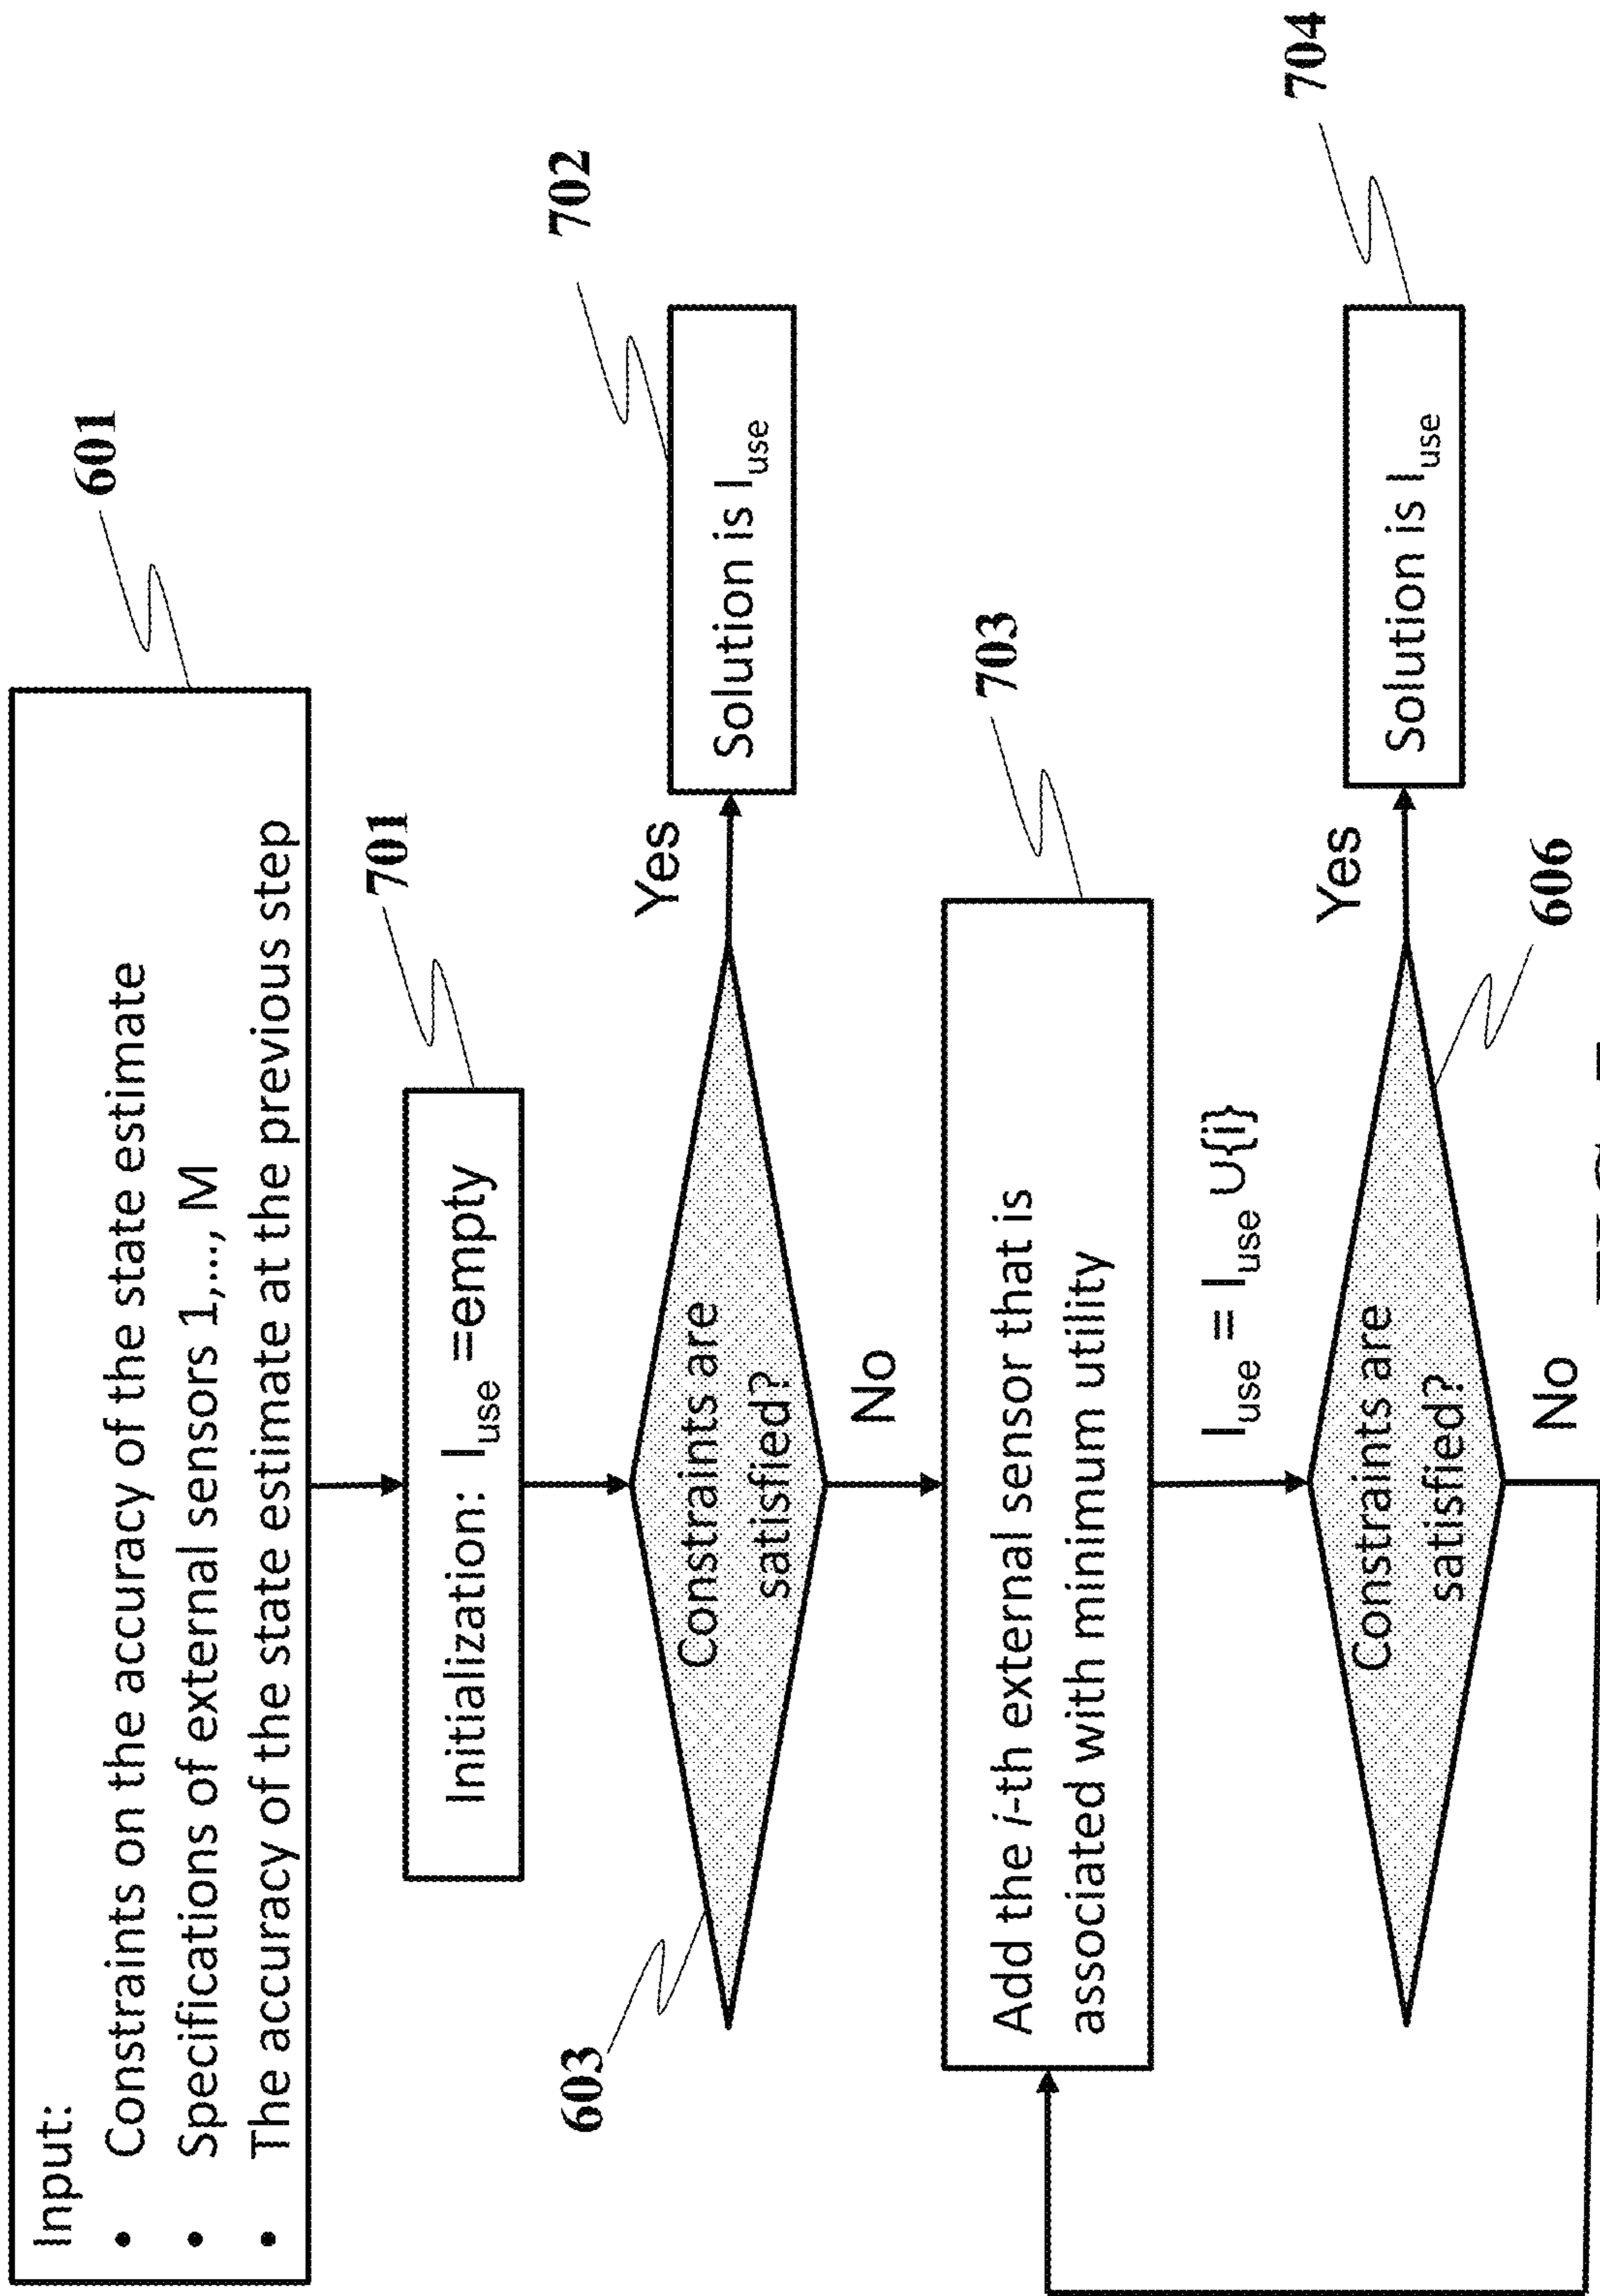 601
Input:
• Constraints on the accuracy of the state estimate
• Specifications of external sensors 1,..., M
• The accuracy of the state estimate at the previous step
701
Initialization: I_use =empty
603
Constraints are
satisfied?
Yes
702
Solution is I_use
No
703
Add the i-th external sensor that is
associated with minimum utility
I_use = I_use ∪{i}
Constraints are
satisfied?
Yes
704
Solution is I_use
606
No